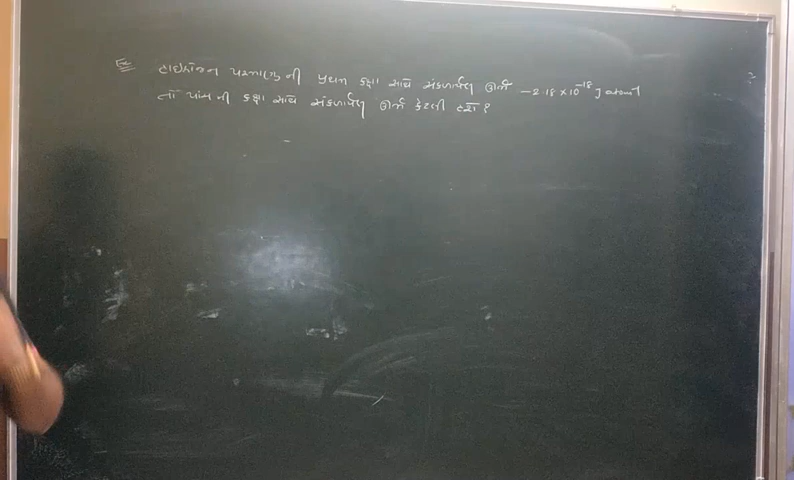 Ex હાઇડ્રોજન પરમાણુ ની પ્રથમ કક્ષા સાથે સંકળાયેલ ઊર્જા -2.18 × 10⁻¹⁸ J atom⁻¹
તો પાંચમી કક્ષા સાથે સંકળાયેલ ઊર્જા કેટલી હશે ?